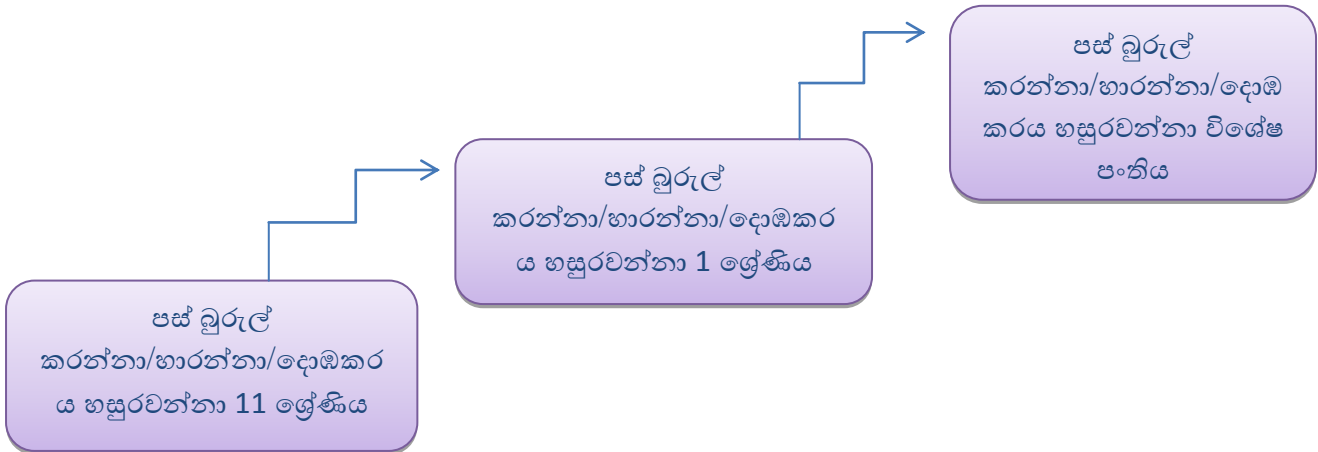 පස් බුරුල්
කරන්නා/හාරන්නා/දොඹ
කරය හසුරවන්නා විශේෂ
පංතිය
පස් බුරුල්
කරන්නා/හාරන්නා/දොඹකර
ය හසුරවන්නා 1 ශ්‍රේණිය
පස් බුරුල්
කරන්නා/හාරන්නා/දොඹකර
ය හසුරවන්නා 11 ශ්‍රේණිය